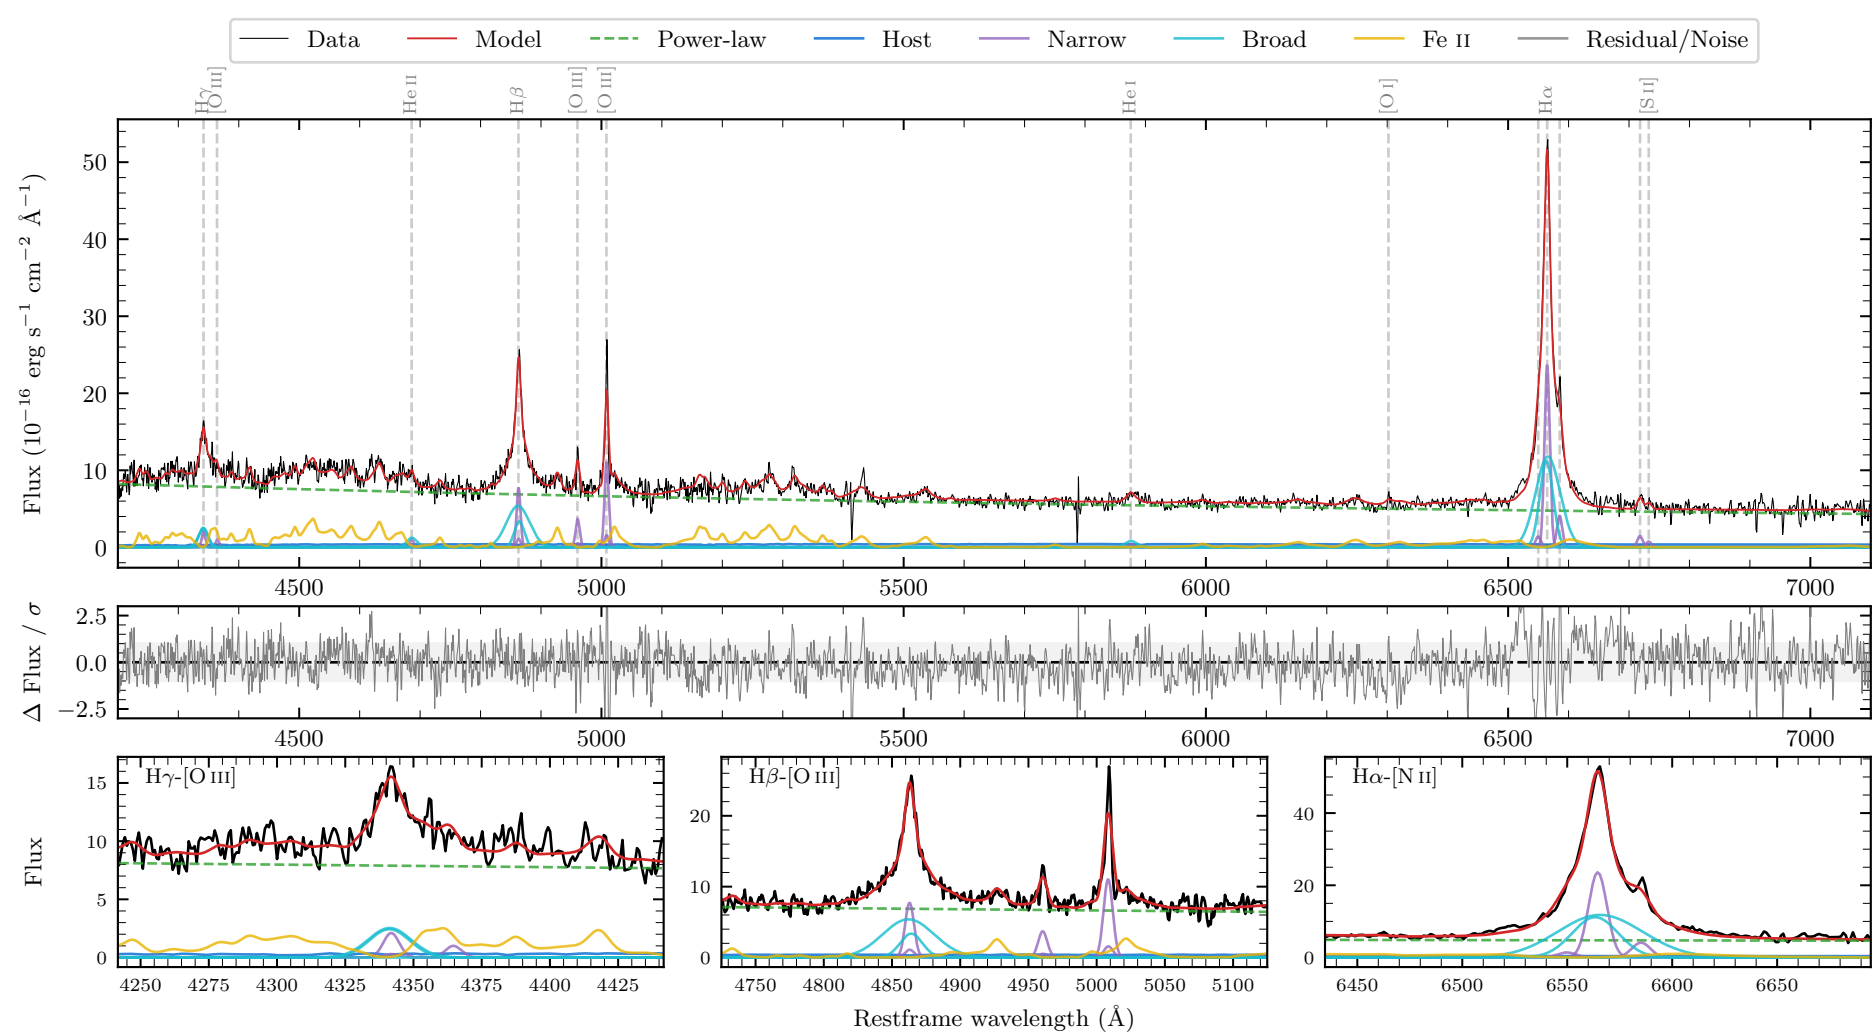 Data Model Power-law Host Narrow Broad Fe II Residual/Noise
Hγ [O III] He II Hβ [O III] [O III] He I [O I] Hα [S II]
Flux (10⁻¹⁶ erg s⁻¹ cm⁻² Å⁻¹)
50
40
30
20
10
0
4500 5000 5500 6000 6500 7000
Δ Flux / σ
2.5
0.0
−2.5
4500 5000 5500 6000 6500 7000
Flux
Hγ-[O III]
15
10
5
0
4250 4275 4300 4325 4350 4375 4400 4425
Hβ-[O III]
20
10
0
4750 4800 4850 4900 4950 5000 5050 5100
Hα-[N II]
40
20
0
6450 6500 6550 6600 6650
Restframe wavelength (Å)